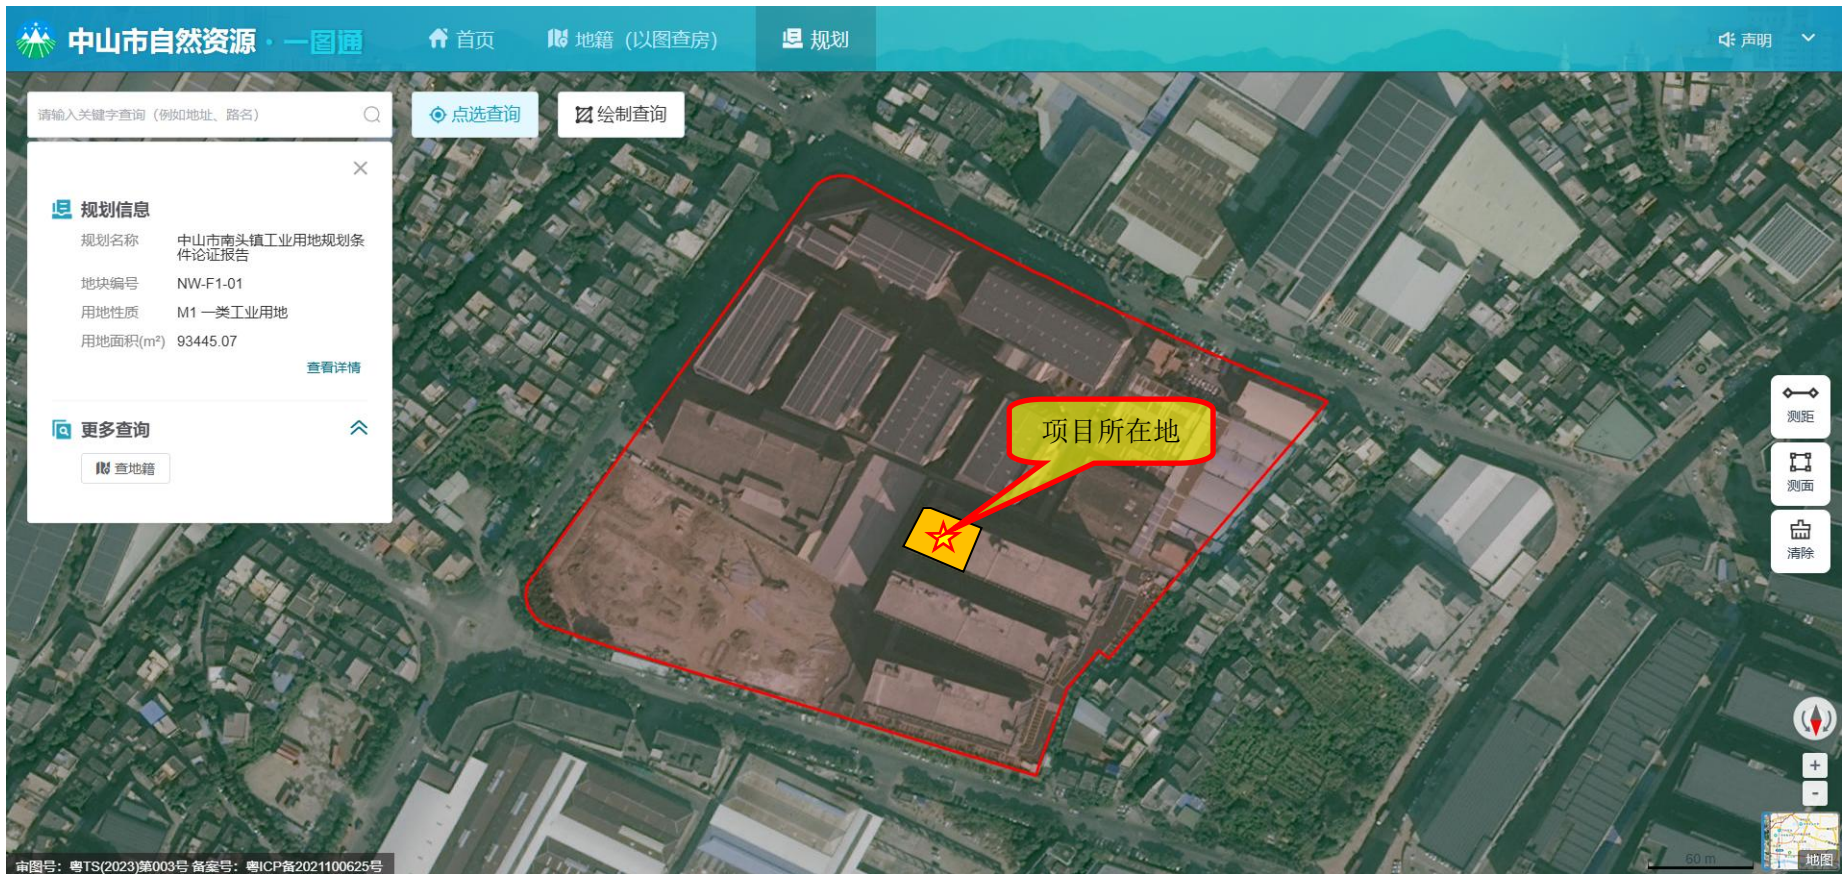 中山市自然资源·一图通
首页
地籍（以图查房）
规划
声明
请输入关键字查询（例如地址、路名）
点选查询
绘制查询
规划信息
规划名称 中山市南头镇工业用地规划条
件论证报告
地块编号 NW-F1-01
用地性质 M1 一类工业用地
用地面积(m²) 93445.07
查看详情
更多查询
查地籍
项目所在地
测距
测面
清除
+
-
60 m
地图
审图号：粤TS(2023)第003号 备案号：粤ICP备2021100625号